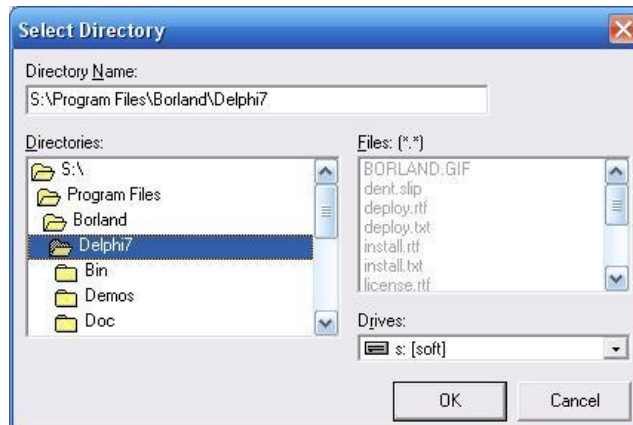 Select Directory
Directory Name:
S:\Program Files\Borland\Delphi7
Directories:
S:\
Program Files
Borland
Delphi7
Bin
Demos
Doc
Files: (*.*)
BORLAND.GIF
dent.slip
deploy.rtf
deploy.txt
install.rtf
install.txt
license.rtf
Drives:
s: [soft]
OK
Cancel